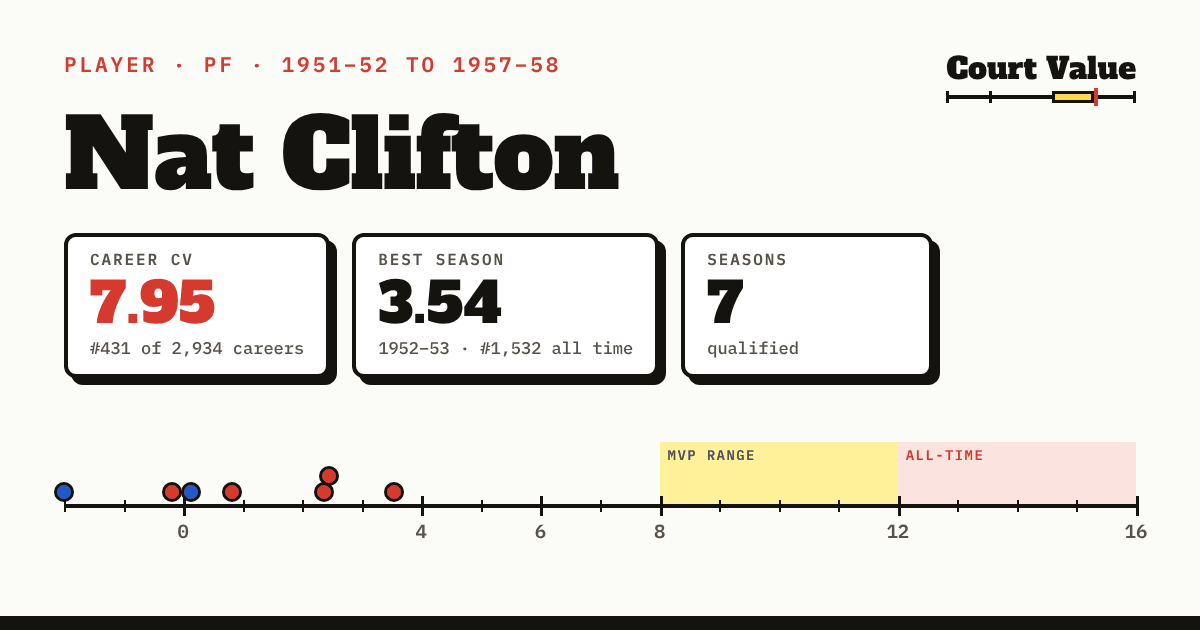 PLAYER · PF · 1951–52 TO 1957–58
Court Value
Nat Clifton
CAREER CV
7.95
#431 of 2,934 careers
BEST SEASON
3.54
1952–53 · #1,532 all time
SEASONS
7
qualified
MVP RANGE
ALL-TIME
0 4 6 8 12 16